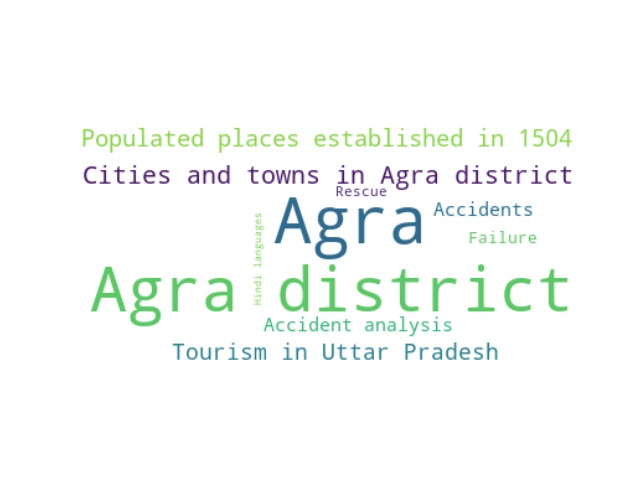 Populated places established in 1504
Cities and towns in Agra district
Rescue
Agra
Accidents
Failure
Hindi languages
Agra district
Accident analysis
Tourism in Uttar Pradesh